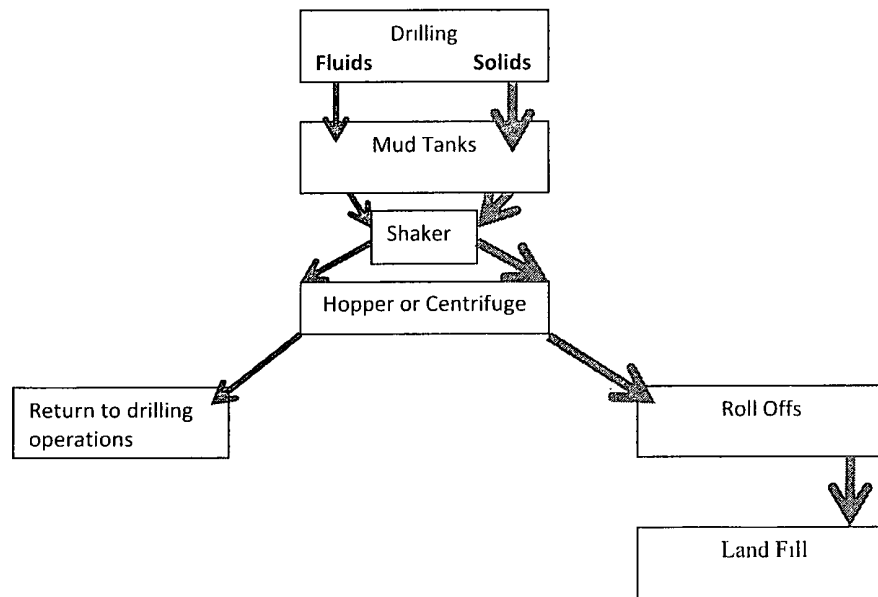 Drilling
Fluids Solids
Mud Tanks
Shaker
Hopper or Centrifuge
Return to drilling
operations
Roll Offs
Land Fill